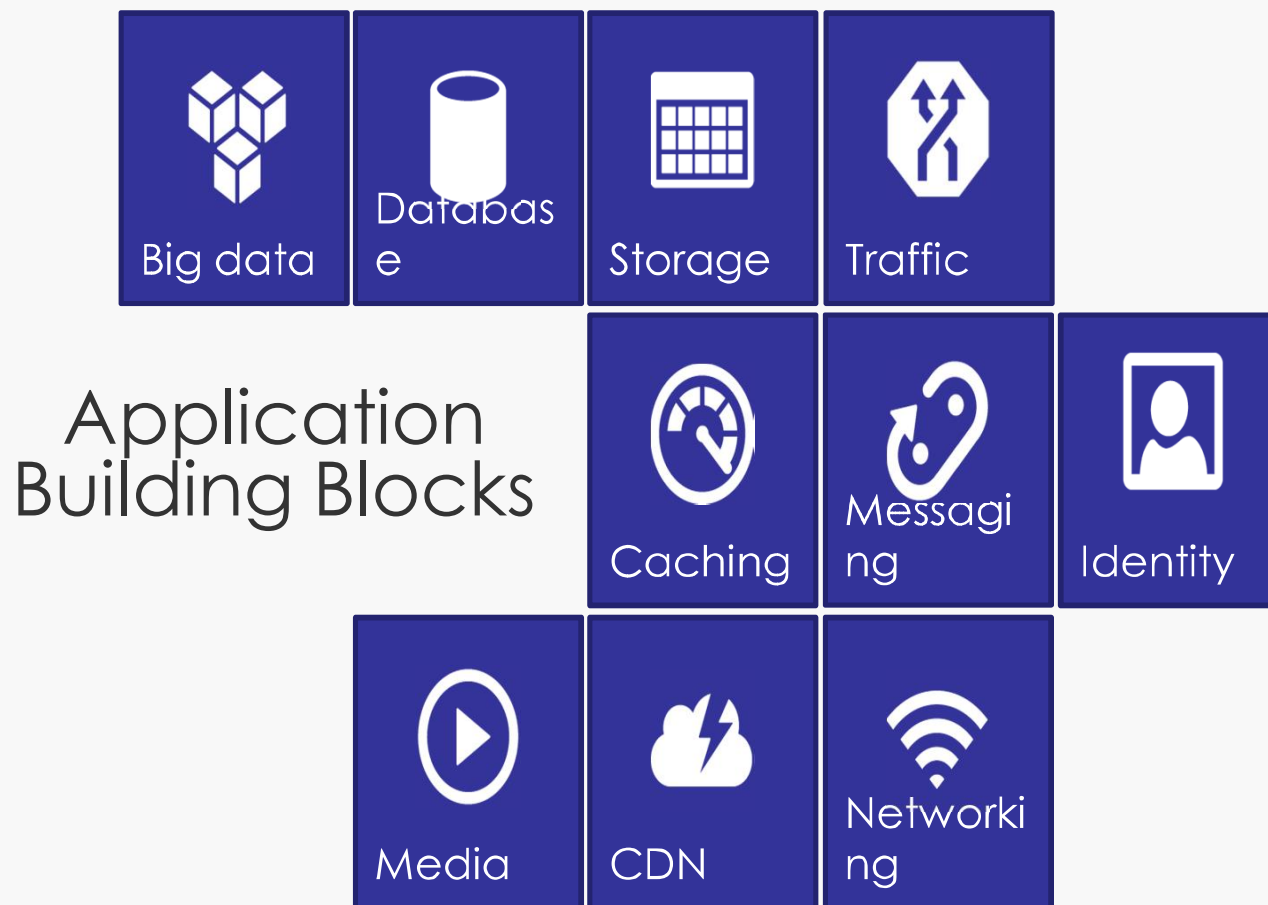 Big data
Databas
e
Storage
Traffic
Application
Building Blocks
Caching
Messagi
ng
Identity
Media
CDN
Networki
ng